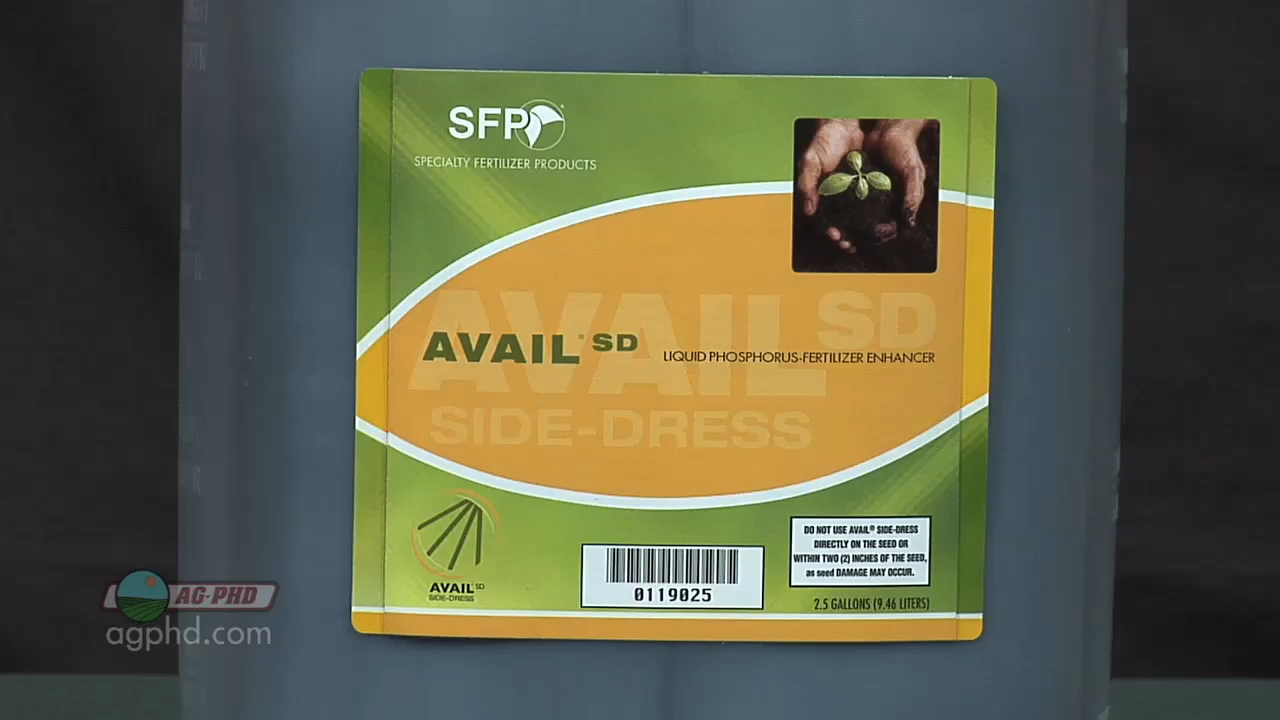 SFP
SPECIALTY FERTILIZER PRODUCTS
AVAIL SD
SIDE-DRESS
AVAIL® SD
LIQUID PHOSPHORUS-FERTILIZER ENHANCER
AVAIL SD
SIDE-DRESS
0119025
DO NOT USE AVAIL® SIDE-DRESS
DIRECTLY ON THE SEED OR
WITHIN TWO (2) INCHES OF THE SEED,
as seed DAMAGE MAY OCCUR.
2.5 GALLONS (9.46 LITERS)
AG-PHD
agphd.com